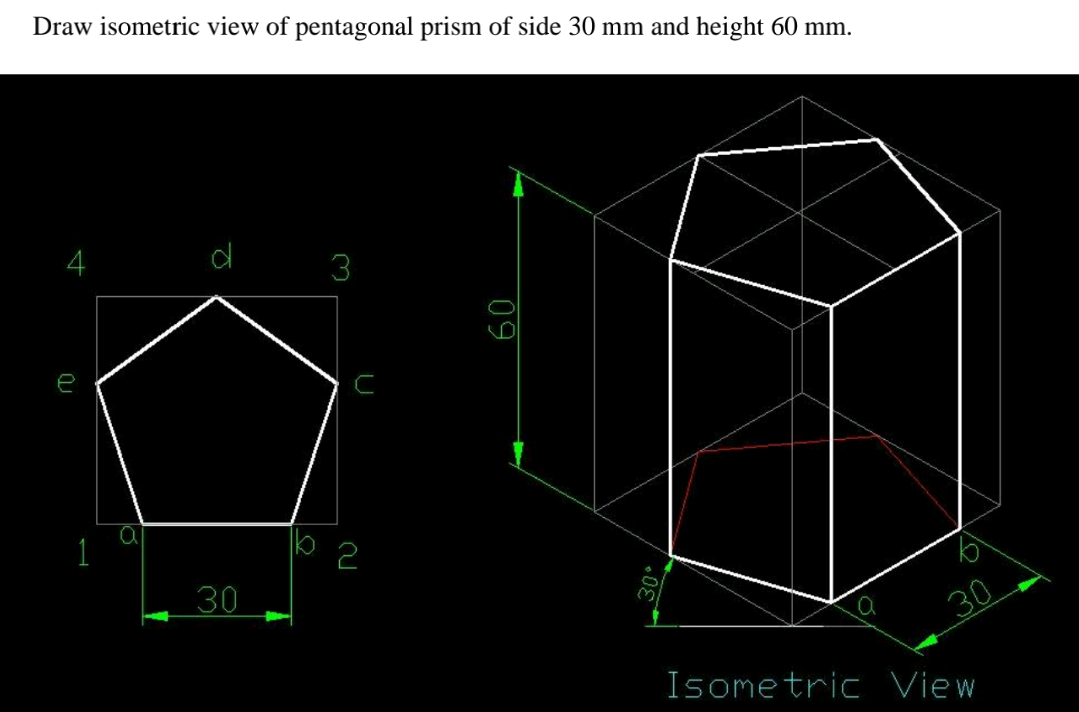 Draw isometric view of pentagonal prism of side 30 mm and height 60 mm.
4 d 3
e c
1 a b 2
30
60
30°
a
b
30
Isometric View